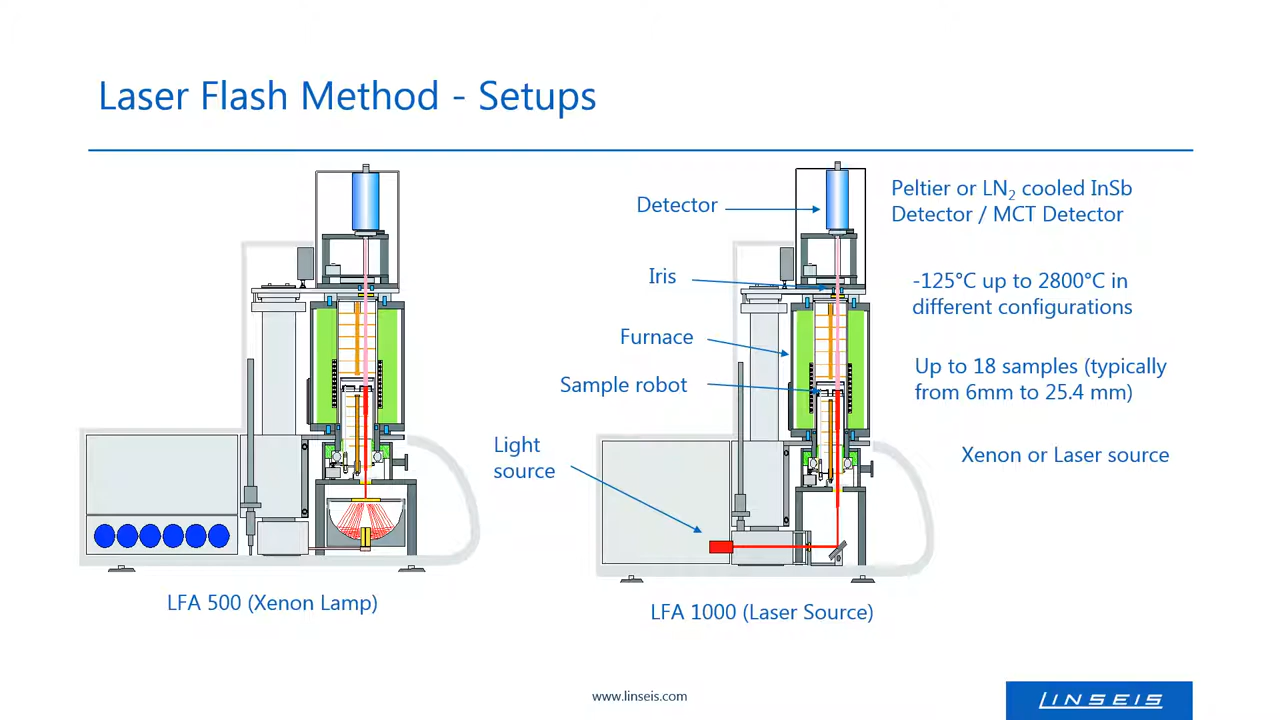 Laser Flash Method - Setups
Detector
Peltier or LN2 cooled InSb
Detector / MCT Detector
Iris
-125°C up to 2800°C in
different configurations
Furnace
Sample robot
Up to 18 samples (typically
from 6mm to 25.4 mm)
Light
source
Xenon or Laser source
LFA 500 (Xenon Lamp)
LFA 1000 (Laser Source)
www.linseis.com
LINSEIS